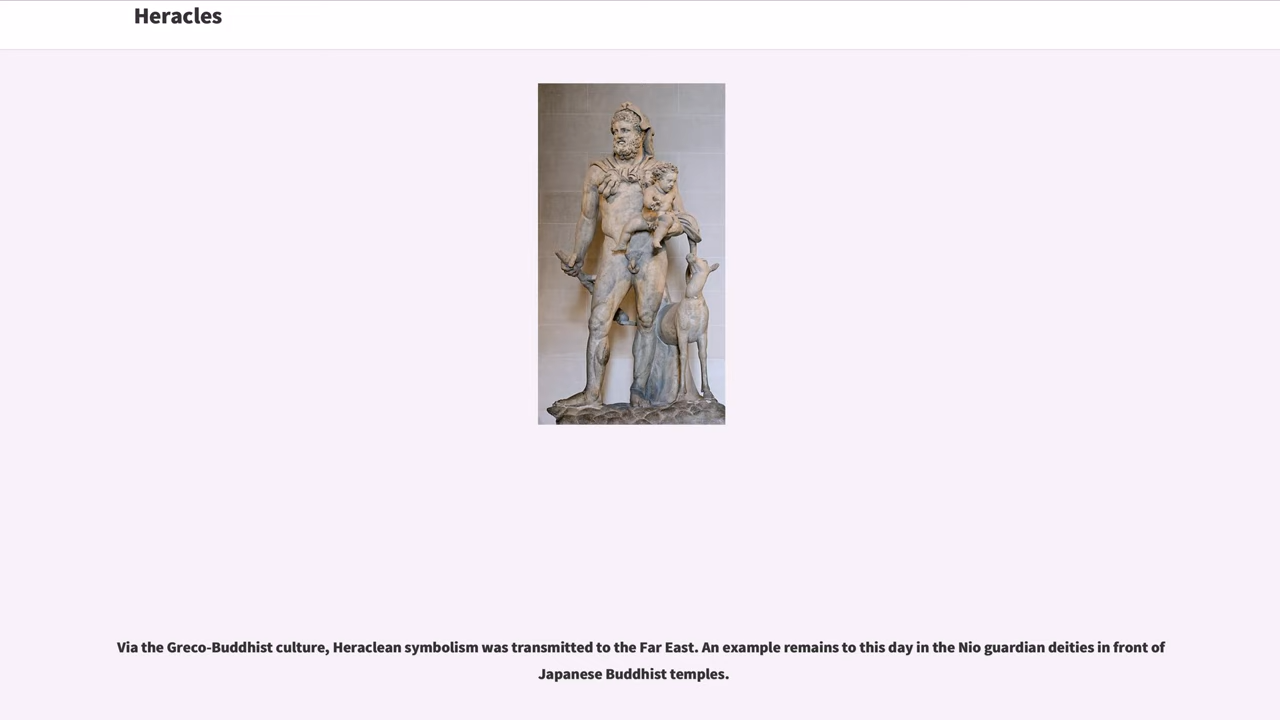 Heracles
Via the Greco-Buddhist culture, Heraclean symbolism was transmitted to the Far East. An example remains to this day in the Nio guardian deities in front of
Japanese Buddhist temples.